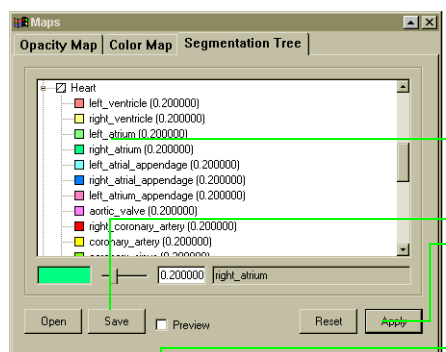 Maps
Opacity Map Color Map Segmentation Tree
Heart
left_ventricle (0.200000)
right_ventricle (0.200000)
left_atrium (0.200000)
right_atrium (0.200000)
left_atrial_appendage (0.200000)
right_atrial_appendage (0.200000)
left_atrium_appendage (0.200000)
aortic_valve (0.200000)
right_coronary_artery (0.200000)
coronary_artery (0.200000)
0.200000 right_atrium
Open Save Preview Reset Apply